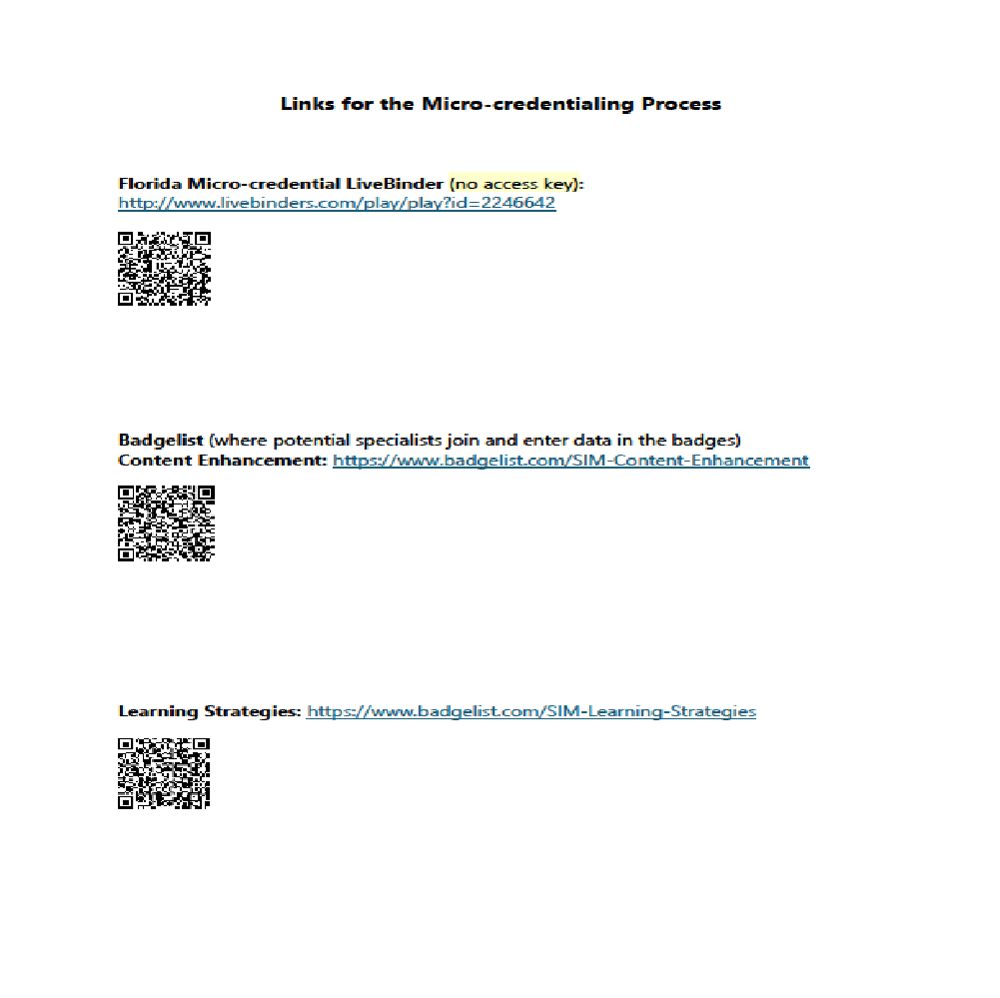 Links for the Micro-credentialing Process
Florida Micro-credential LiveBinder (no access key):
http://www.livebinders.com/play/play?id=2246642
Badgelist (where potential specialists join and enter data in the badges)
Content Enhancement: https://www.badgelist.com/SIM-Content-Enhancement
Learning Strategies: https://www.badgelist.com/SIM-Learning-Strategies